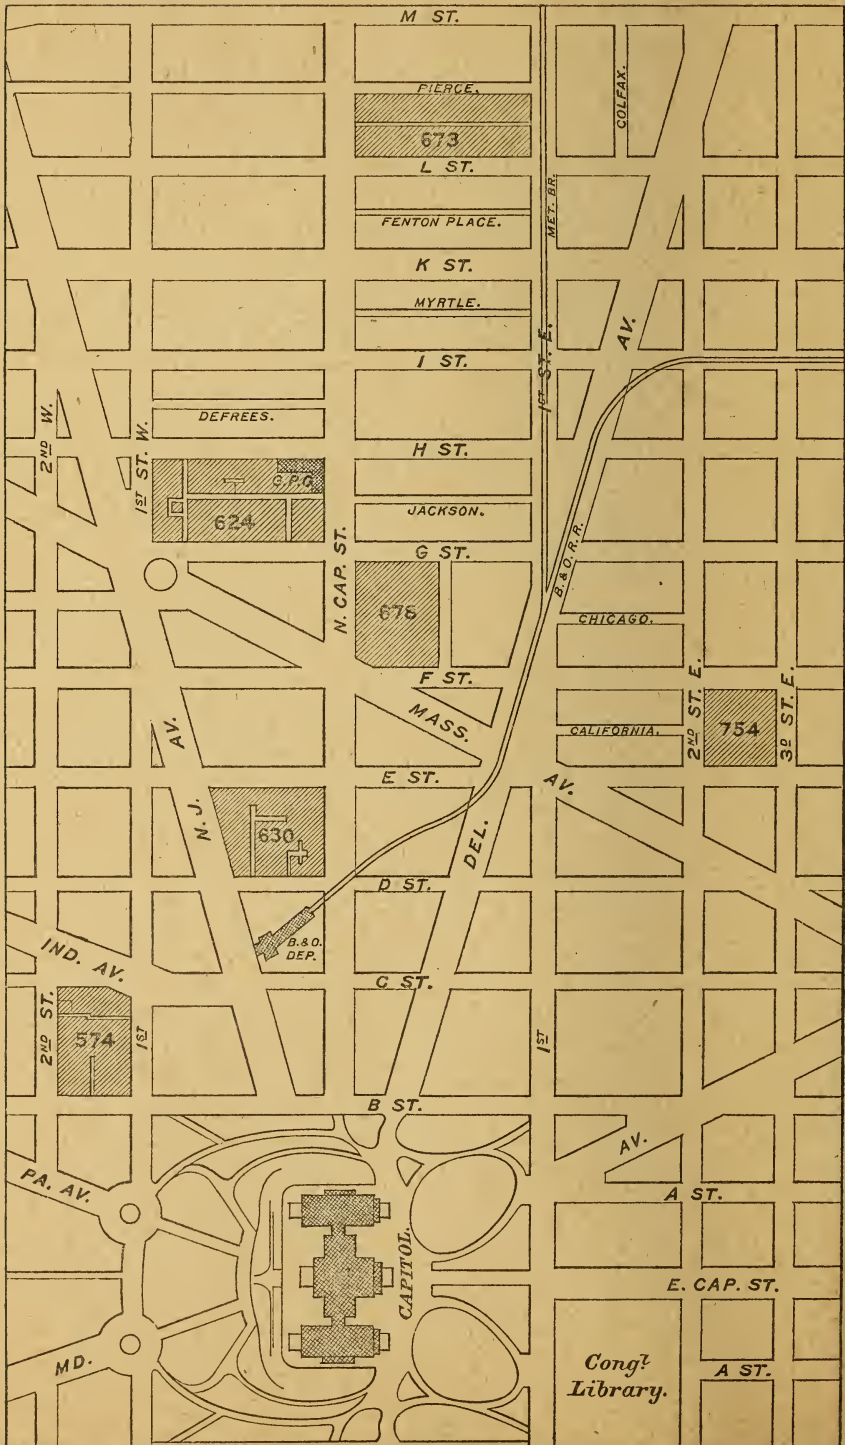 M ST.
PIERCE.
COLFAX.
673
L ST.
MET. BR.
FENTON PLACE.
K ST.
MYRTLE.
AV.
I ST.
1ST ST. E.
2ND W.
DEFREES.
1ST ST. W.
H ST.
G.P.O.
624
JACKSON.
N. CAP. ST.
G ST.
B. & O. R. R.
678
CHICAGO.
F ST.
MASS.
2ND ST. E.
754
3D ST. E.
CALIFORNIA.
AV.
E ST.
AV.
N. J.
630
DEL.
D ST.
IND. AV.
B. & O.
DEP.
C ST.
2ND ST.
574
1ST
1ST
B ST.
AV.
PA. AV.
A ST.
CAPITOL.
E. CAP. ST.
MD.
Congl
Library.
A ST.